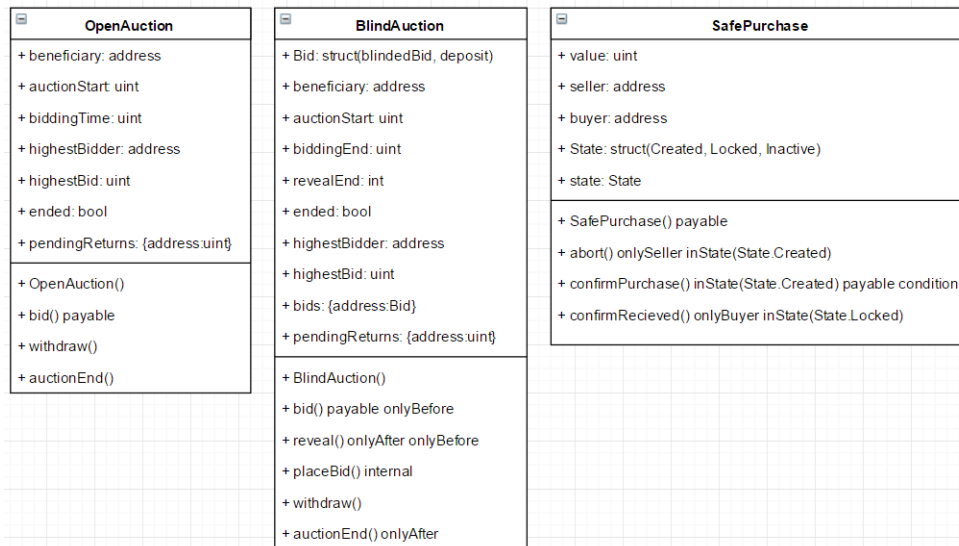 OpenAuction
+ beneficiary: address
+ auctionStart: uint
+ biddingTime: uint
+ highestBidder: address
+ highestBid: uint
+ ended: bool
+ pendingReturns: {address:uint}
+ OpenAuction()
+ bid() payable
+ withdraw()
+ auctionEnd()
BlindAuction
+ Bid: struct(blindedBid, deposit)
+ beneficiary: address
+ auctionStart: uint
+ biddingEnd: uint
+ revealEnd: int
+ ended: bool
+ highestBidder: address
+ highestBid: uint
+ bids: {address:Bid}
+ pendingReturns: {address:uint}
+ BlindAuction()
+ bid() payable onlyBefore
+ reveal() onlyAfter onlyBefore
+ placeBid() internal
+ withdraw()
+ auctionEnd() onlyAfter
SafePurchase
+ value: uint
+ seller: address
+ buyer: address
+ State: struct(Created, Locked, Inactive)
+ state: State
+ SafePurchase() payable
+ abort() onlySeller inState(State.Created)
+ confirmPurchase() inState(State.Created) payable condition
+ confirmRecieved() onlyBuyer inState(State.Locked)